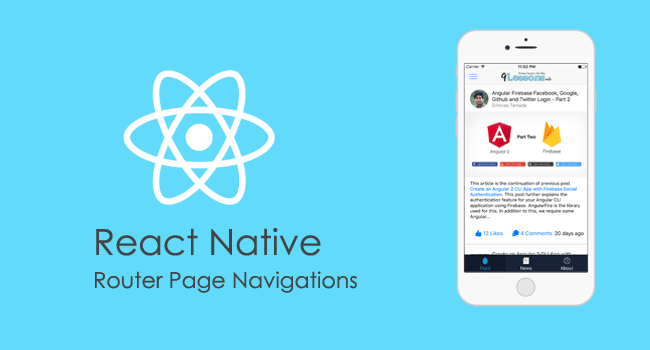 React Native
Router Page Navigations
Carrier
11:52 PM
9Lessons
Angular Firebase Facebook, Google,
Github and Twitter Login - Part 2
Srinivas Tamada
Part Two
Angular 2
Firebase
This article is the continuation of previous post
Create an Angular 2 CLI App with Firebase Social
Authentication. This post further explains the
authentication feature for your Angular CLI
application using Firebase. AngularFire is the library
used for this. In addition to this, we require some
Angular...
12 Likes
4 Comments
20 days ago
Feed
News
About